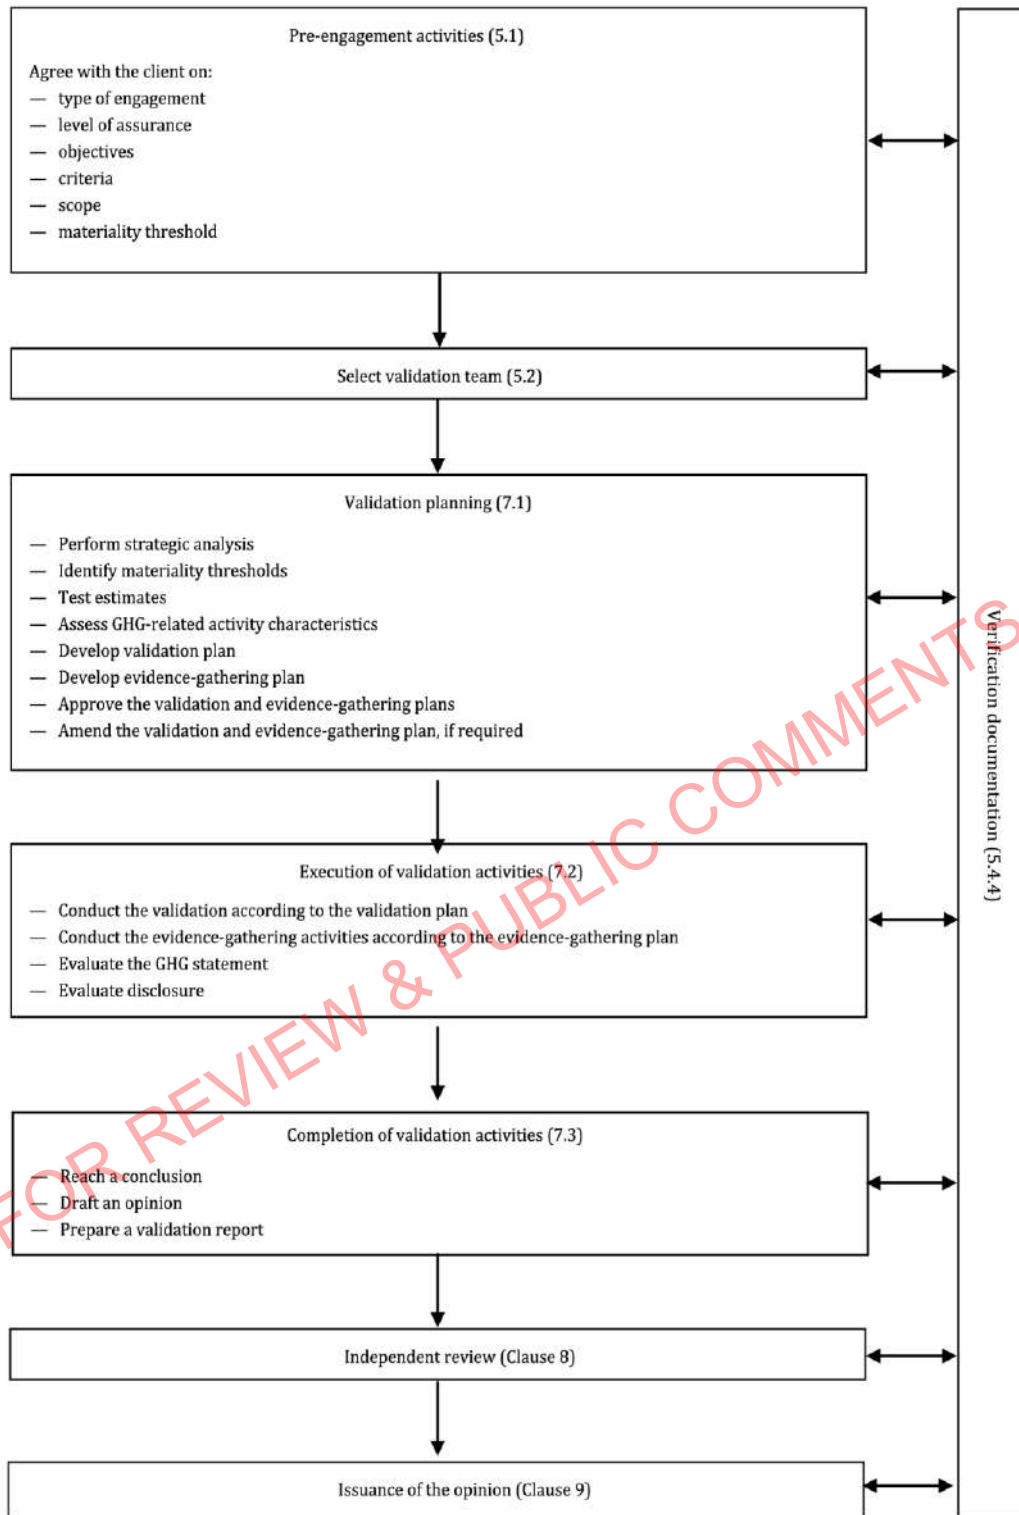 Pre-engagement activities (5.1)
Agree with the client on:
— type of engagement
— level of assurance
— objectives
— criteria
— scope
— materiality threshold
Select validation team (5.2)
Validation planning (7.1)
— Perform strategic analysis
— Identify materiality thresholds
— Test estimates
— Assess GHG-related activity characteristics
— Develop validation plan
— Develop evidence-gathering plan
— Approve the validation and evidence-gathering plans
— Amend the validation and evidence-gathering plan, if required
Execution of validation activities (7.2)
— Conduct the validation according to the validation plan
— Conduct the evidence-gathering activities according to the evidence-gathering plan
— Evaluate the GHG statement
— Evaluate disclosure
Completion of validation activities (7.3)
— Reach a conclusion
— Draft an opinion
— Prepare a validation report
Independent review (Clause 8)
Issuance of the opinion (Clause 9)
Verification documentation (5.4.4)
FOR REVIEW & PUBLIC COMMENTS